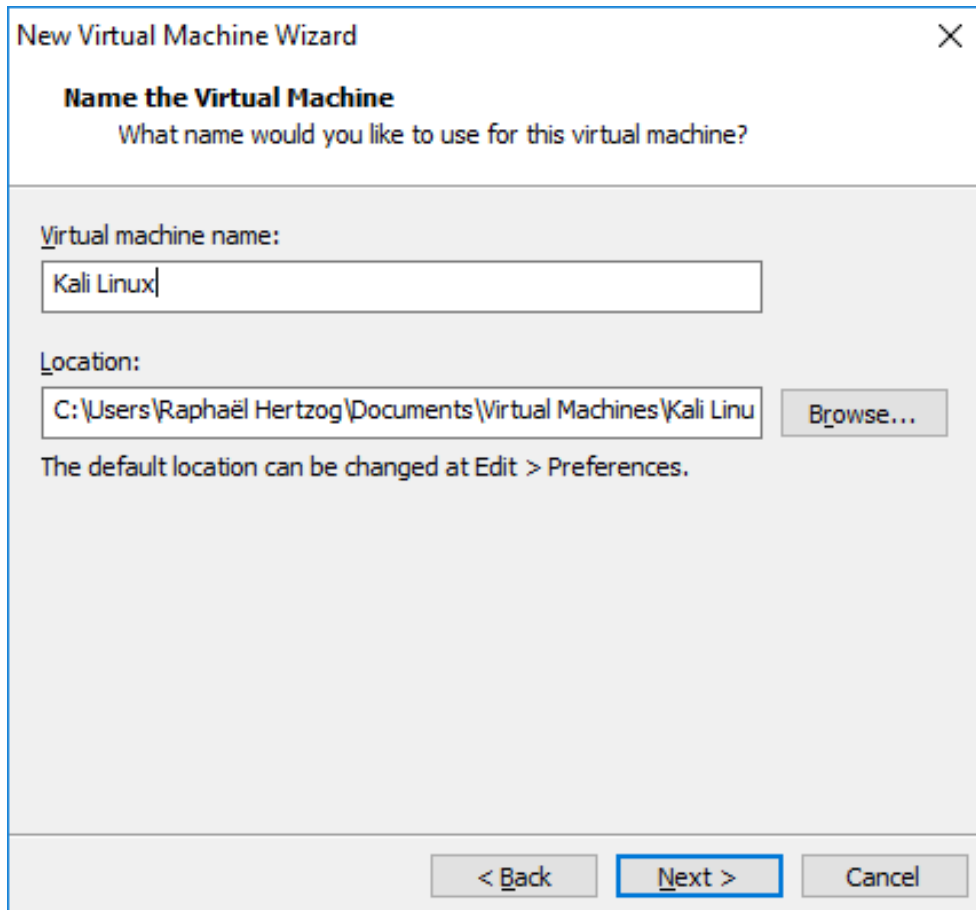 New Virtual Machine Wizard
Name the Virtual Machine
What name would you like to use for this virtual machine?
Virtual machine name:
Kali Linux
Location:
C:\Users\Raphaël Hertzog\Documents\Virtual Machines\Kali Linu
Browse...
The default location can be changed at Edit > Preferences.
< Back Next > Cancel